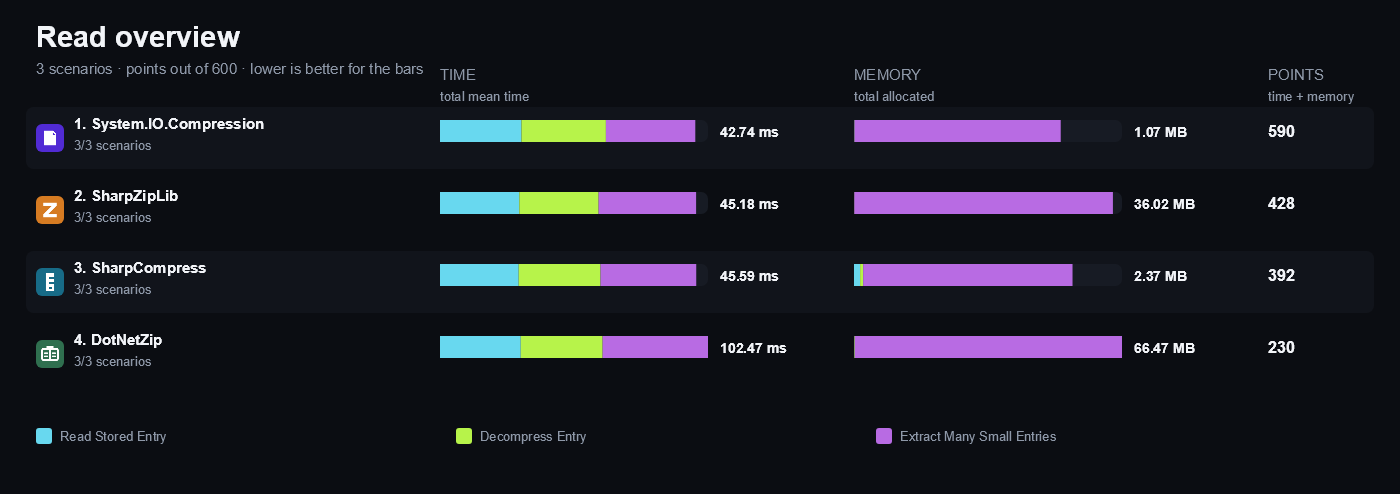 Read overview
3 scenarios · points out of 600 · lower is better for the bars
TIME
total mean time
MEMORY
total allocated
POINTS
time + memory
1. System.IO.Compression
3/3 scenarios
42.74 ms
1.07 MB
590
2. SharpZipLib
3/3 scenarios
45.18 ms
36.02 MB
428
3. SharpCompress
3/3 scenarios
45.59 ms
2.37 MB
392
4. DotNetZip
3/3 scenarios
102.47 ms
66.47 MB
230
Read Stored Entry
Decompress Entry
Extract Many Small Entries